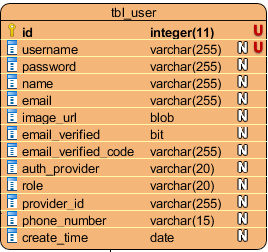 tbl_user
id integer(11) U
username varchar(255) N U
password varchar(255) N
name varchar(255) N
email varchar(255) N
image_url blob N
email_verified bit N
email_verified_code varchar(255) N
auth_provider varchar(20) N
role varchar(20) N
provider_id varchar(255) N
phone_number varchar(15) N
create_time date N